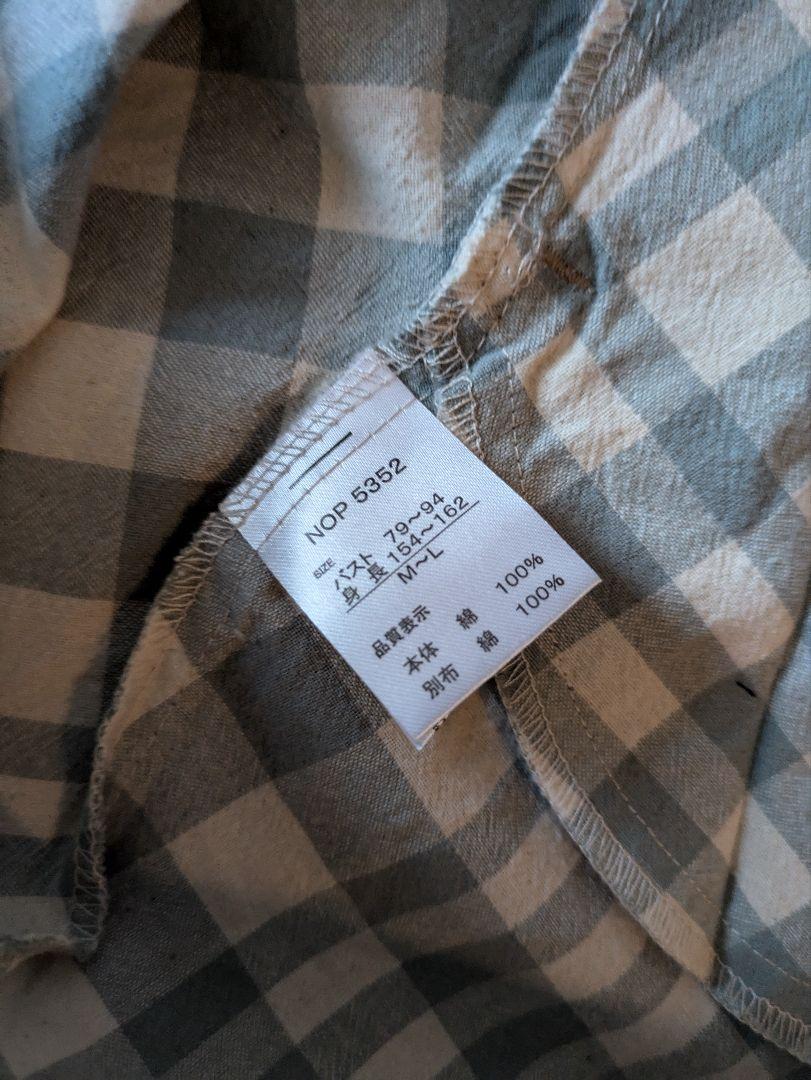 NOP 5352
SIZE
バスト 79〜94
身長 154〜162
M〜L
品質表示
本体 綿 100%
別布 綿 100%